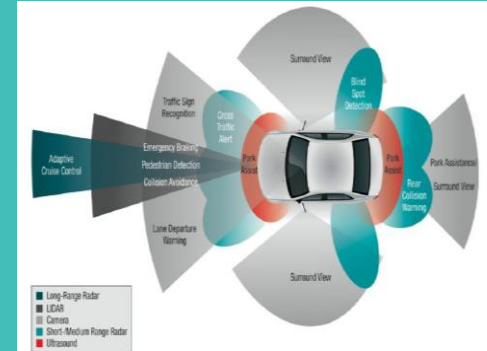 Surround View
Blind
Spot
Detection
Traffic Sign
Recognition
Cross
Traffic
Alert
Emergency Braking
Pedestrian Detection
Collision Avoidance
Adaptive
Cruise Control
Park
Assist
Park
Assist
Park Assistance/
Surround View
Rear
Collision
Warning
Lane Departure
Warning
Surround View
Long-Range Radar
LIDAR
Camera
Short-/Medium Range Radar
Ultrasound